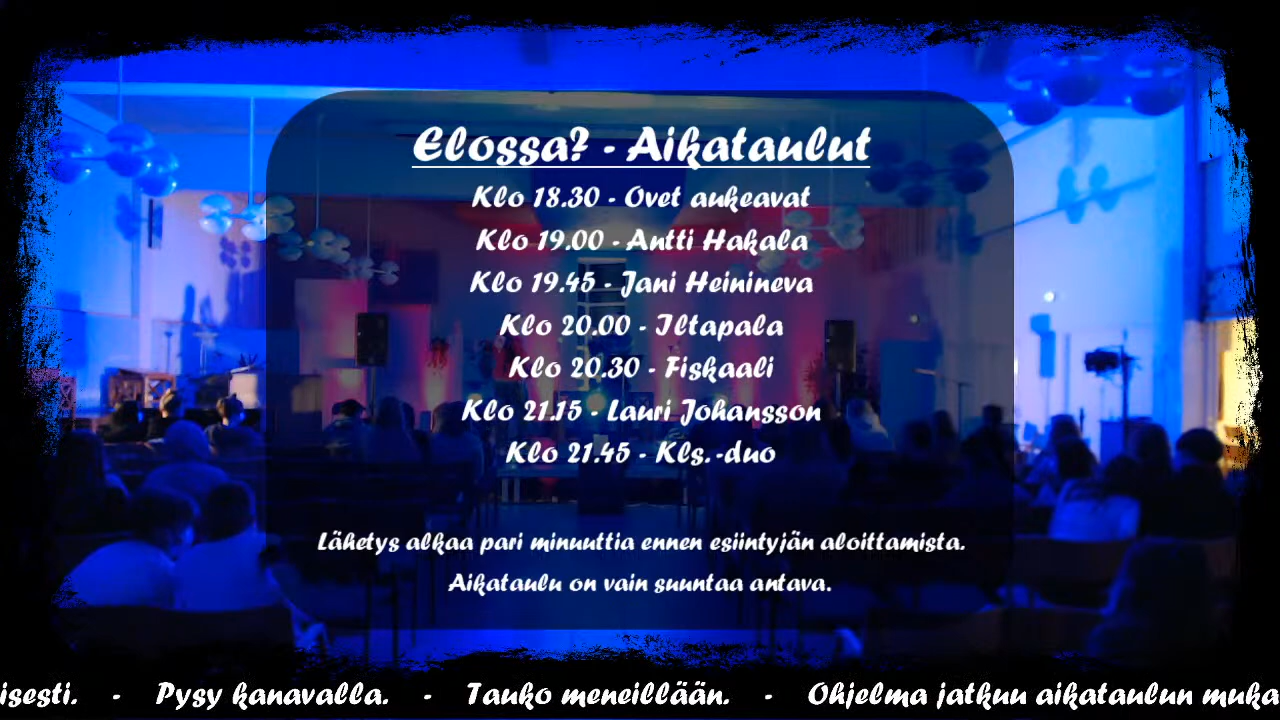 Elossa? - Aikataulut
Klo 18.30 - Ovet aukeavat
Klo 19.00 - Antti Hakala
Klo 19.45 - Jani Heinineva
Klo 20.00 - Iltapala
Klo 20.30 - Fiskaali
Klo 21.15 - Lauri Johansson
Klo 21.45 - Kls.-duo
Lähetys alkaa pari minuuttia ennen esiintyjän aloittamista.
Aikataulu on vain suuntaa antava.
isesti. - Pysy kanavalla. - Tauko meneillään. - Ohjelma jatkuu aikataulun muka